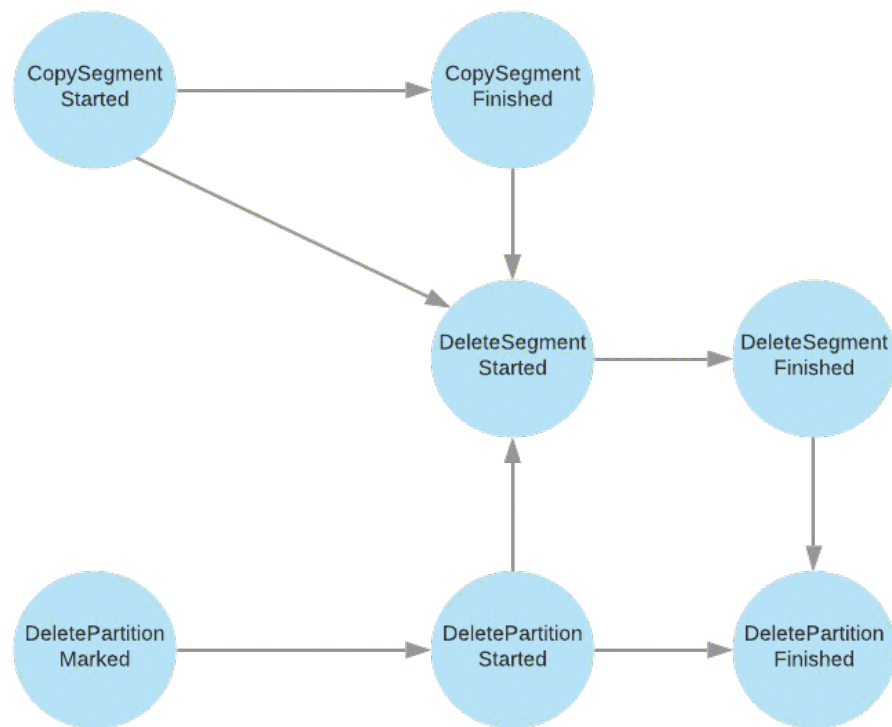 CopySegment
Started
CopySegment
Finished
DeleteSegment
Started
DeleteSegment
Finished
DeletePartition
Marked
DeletePartition
Started
DeletePartition
Finished